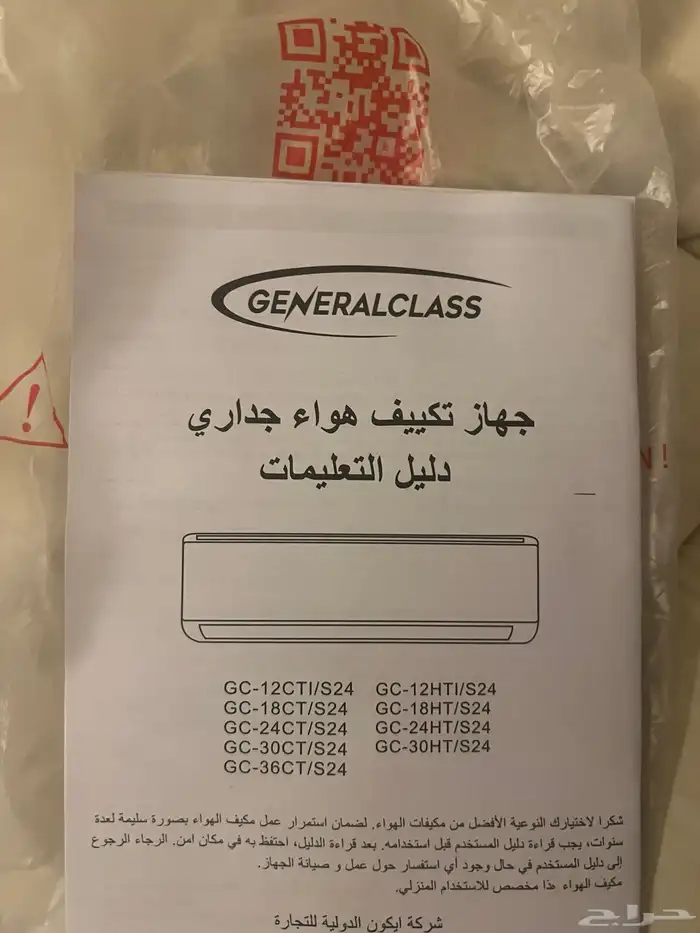 GENERALCLASS
جهاز تكييف هواء جداري
دليل التعليمات
GC-12CTI/S24 GC-12HTI/S24
GC-18CT/S24 GC-18HT/S24
GC-24CT/S24 GC-24HT/S24
GC-30CT/S24 GC-30HT/S24
GC-36CT/S24
شكرا لاختيارك النوعية الأفضل من مكيفات الهواء. لضمان استمرار عمل مكيف الهواء بصورة سليمة لعدة
سنوات، يجب قراءة دليل المستخدم قبل استخدامه. بعد قراءة الدليل، احتفظ به في مكان امن. الرجاء الرجوع
إلى دليل المستخدم في حال وجود أي استفسار حول عمل و صيانة الجهاز.
مكيف الهواء هذا مخصص للاستخدام المنزلي.
شركة ايكون الدولية للتجارة
حراج